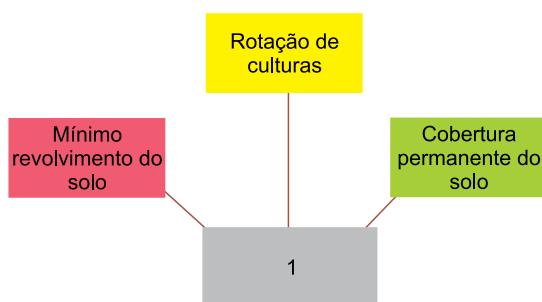 Rotação de
culturas
Mínimo
revolvimento do
solo
Cobertura
permanente do
solo
1